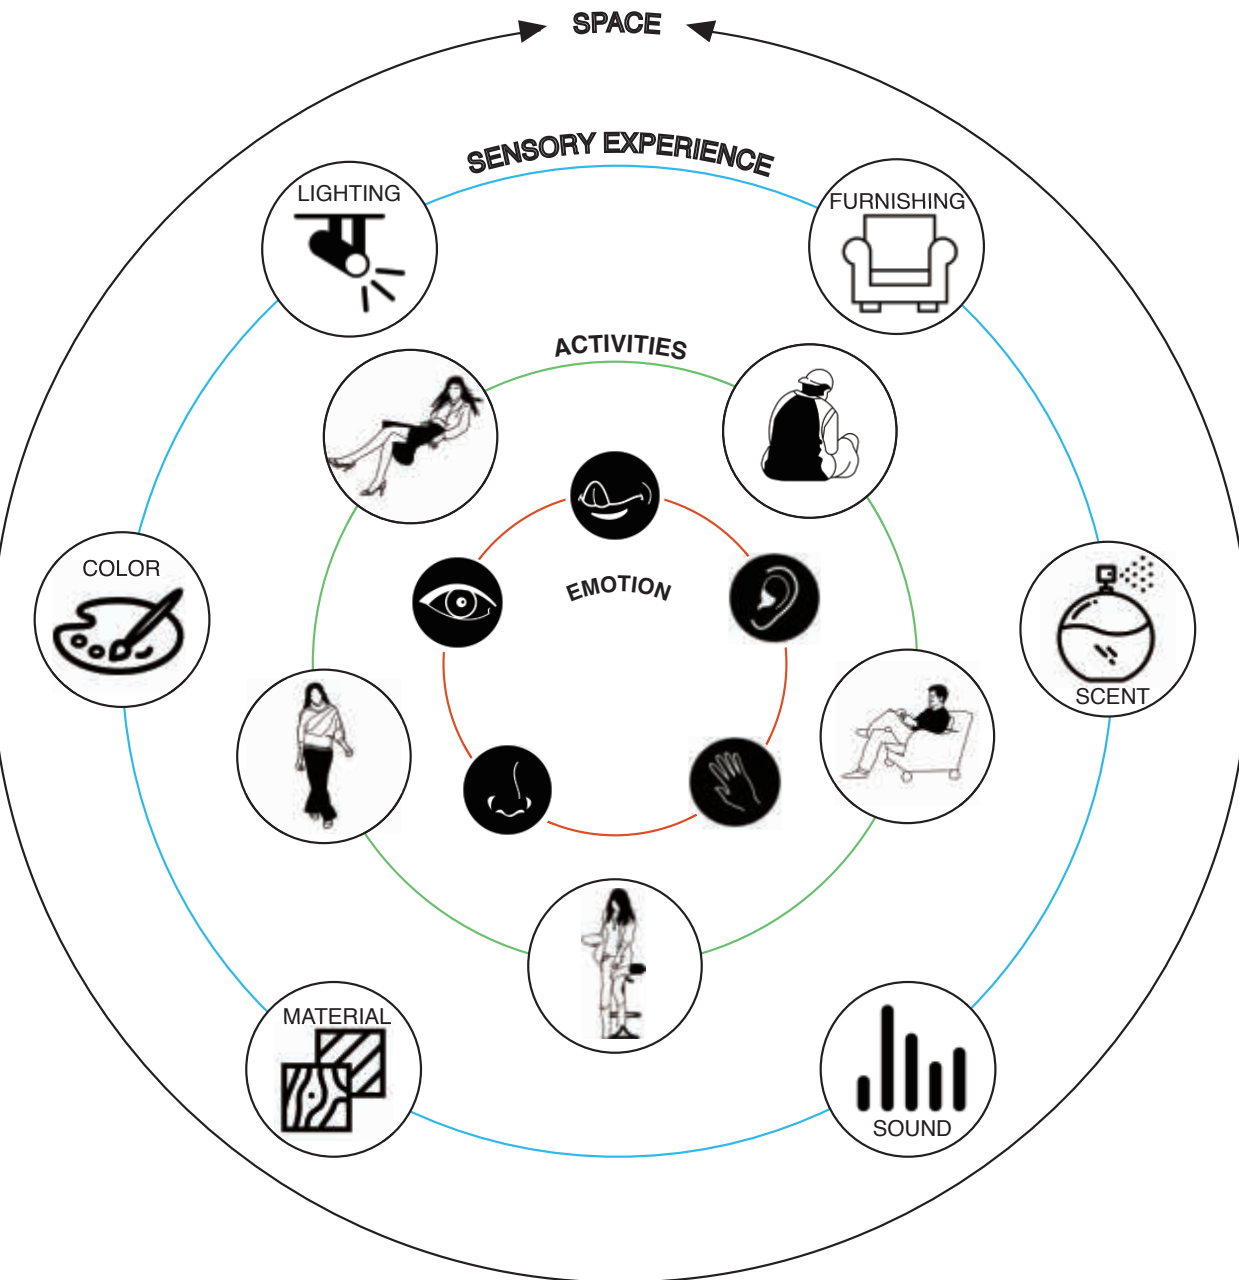 SPACE
SENSORY EXPERIENCE
LIGHTING
FURNISHING
ACTIVITIES
COLOR
EMOTION
SCENT
MATERIAL
SOUND